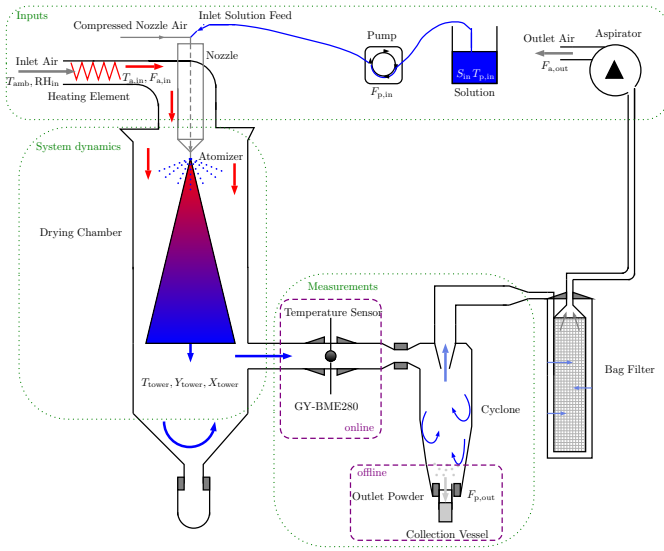 Inputs
Compressed Nozzle Air
Inlet Solution Feed
Pump
F_p,in
S_in T_p,in
Solution
Outlet Air
F_a,out
Aspirator
Inlet Air
T_amb, RH_in
Nozzle
T_a,in, F_a,in
Heating Element
System dynamics
Atomizer
Drying Chamber
Measurements
Temperature Sensor
T_tower, Y_tower, X_tower
GY-BME280
online
Cyclone
Bag Filter
offline
Outlet Powder
F_p,out
Collection Vessel